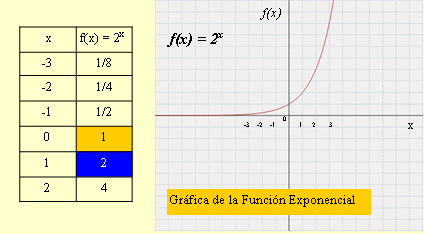 x f(x) = 2ˣ
-3 1/8
-2 1/4
-1 1/2
0 1
1 2
2 4
f(x)
f(x) = 2ˣ
0
-3 -2 -1 1 2 3
x
Gráfica de la Función Exponencial